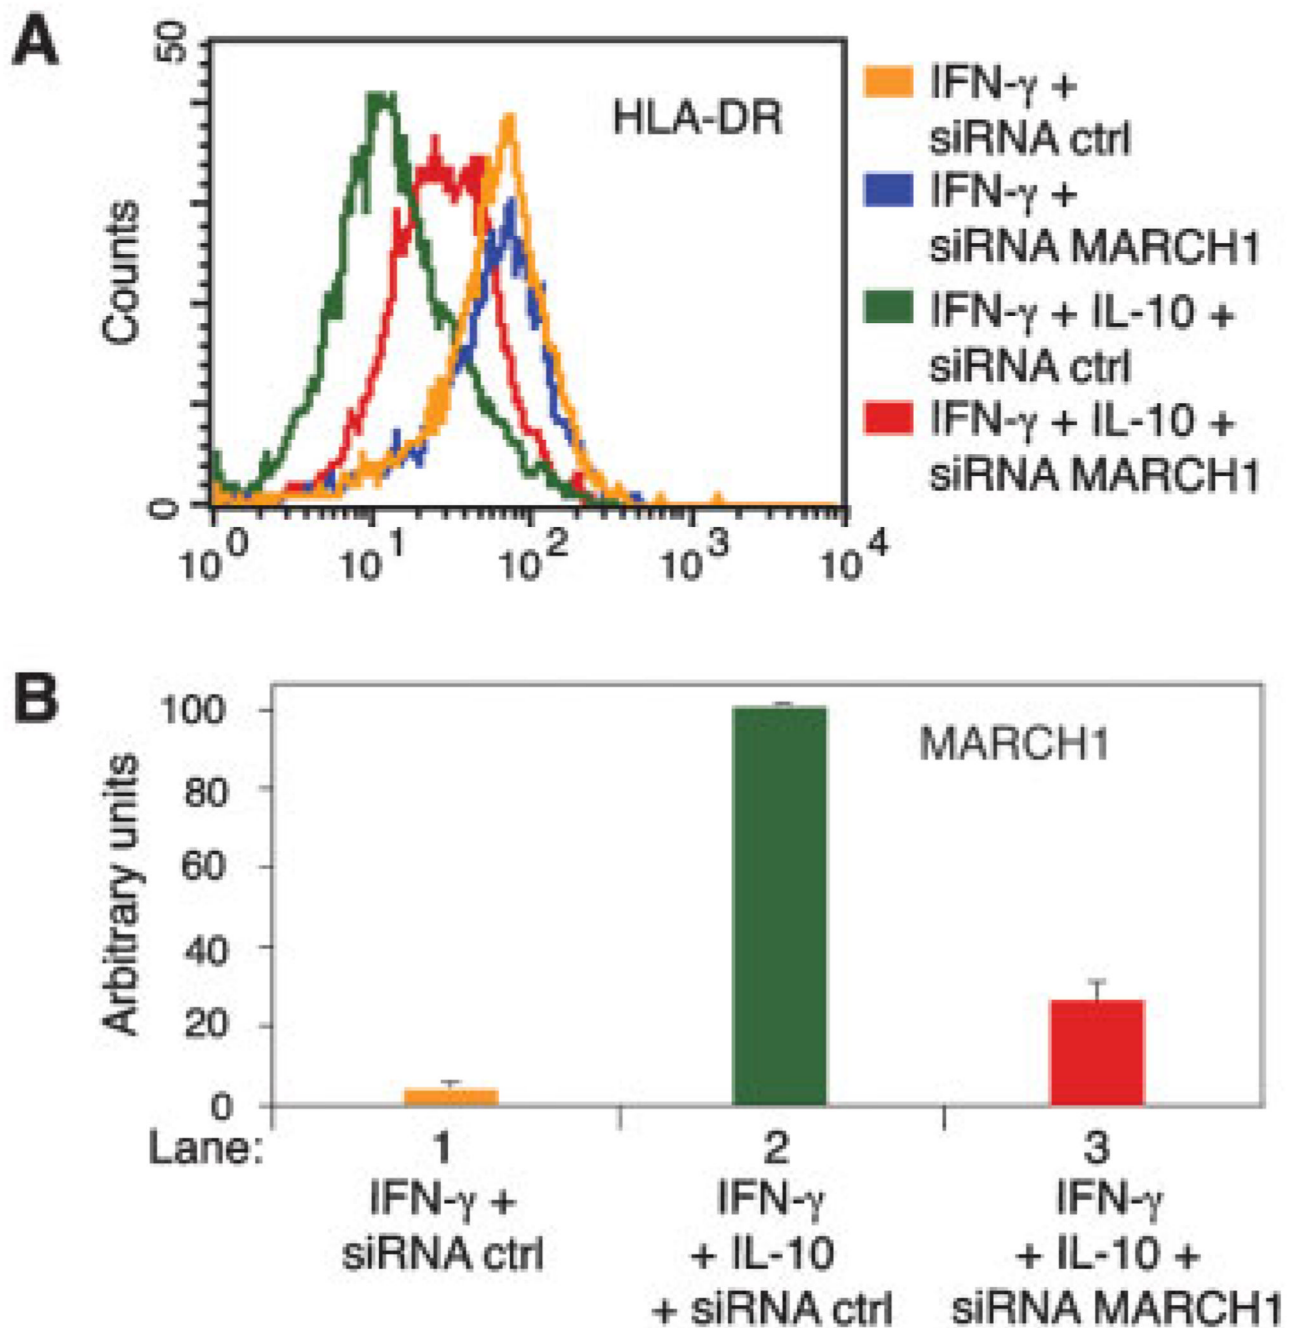 A
50
Counts
0
HLA-DR
10^0 10^1 10^2 10^3 10^4
IFN-γ +
siRNA ctrl
IFN-γ +
siRNA MARCH1
IFN-γ + IL-10 +
siRNA ctrl
IFN-γ + IL-10 +
siRNA MARCH1
B
Arbitrary units
100
80
60
40
20
0
MARCH1
Lane: 1 2 3
IFN-γ +
siRNA ctrl
IFN-γ
+ IL-10
+ siRNA ctrl
IFN-γ
+ IL-10 +
siRNA MARCH1